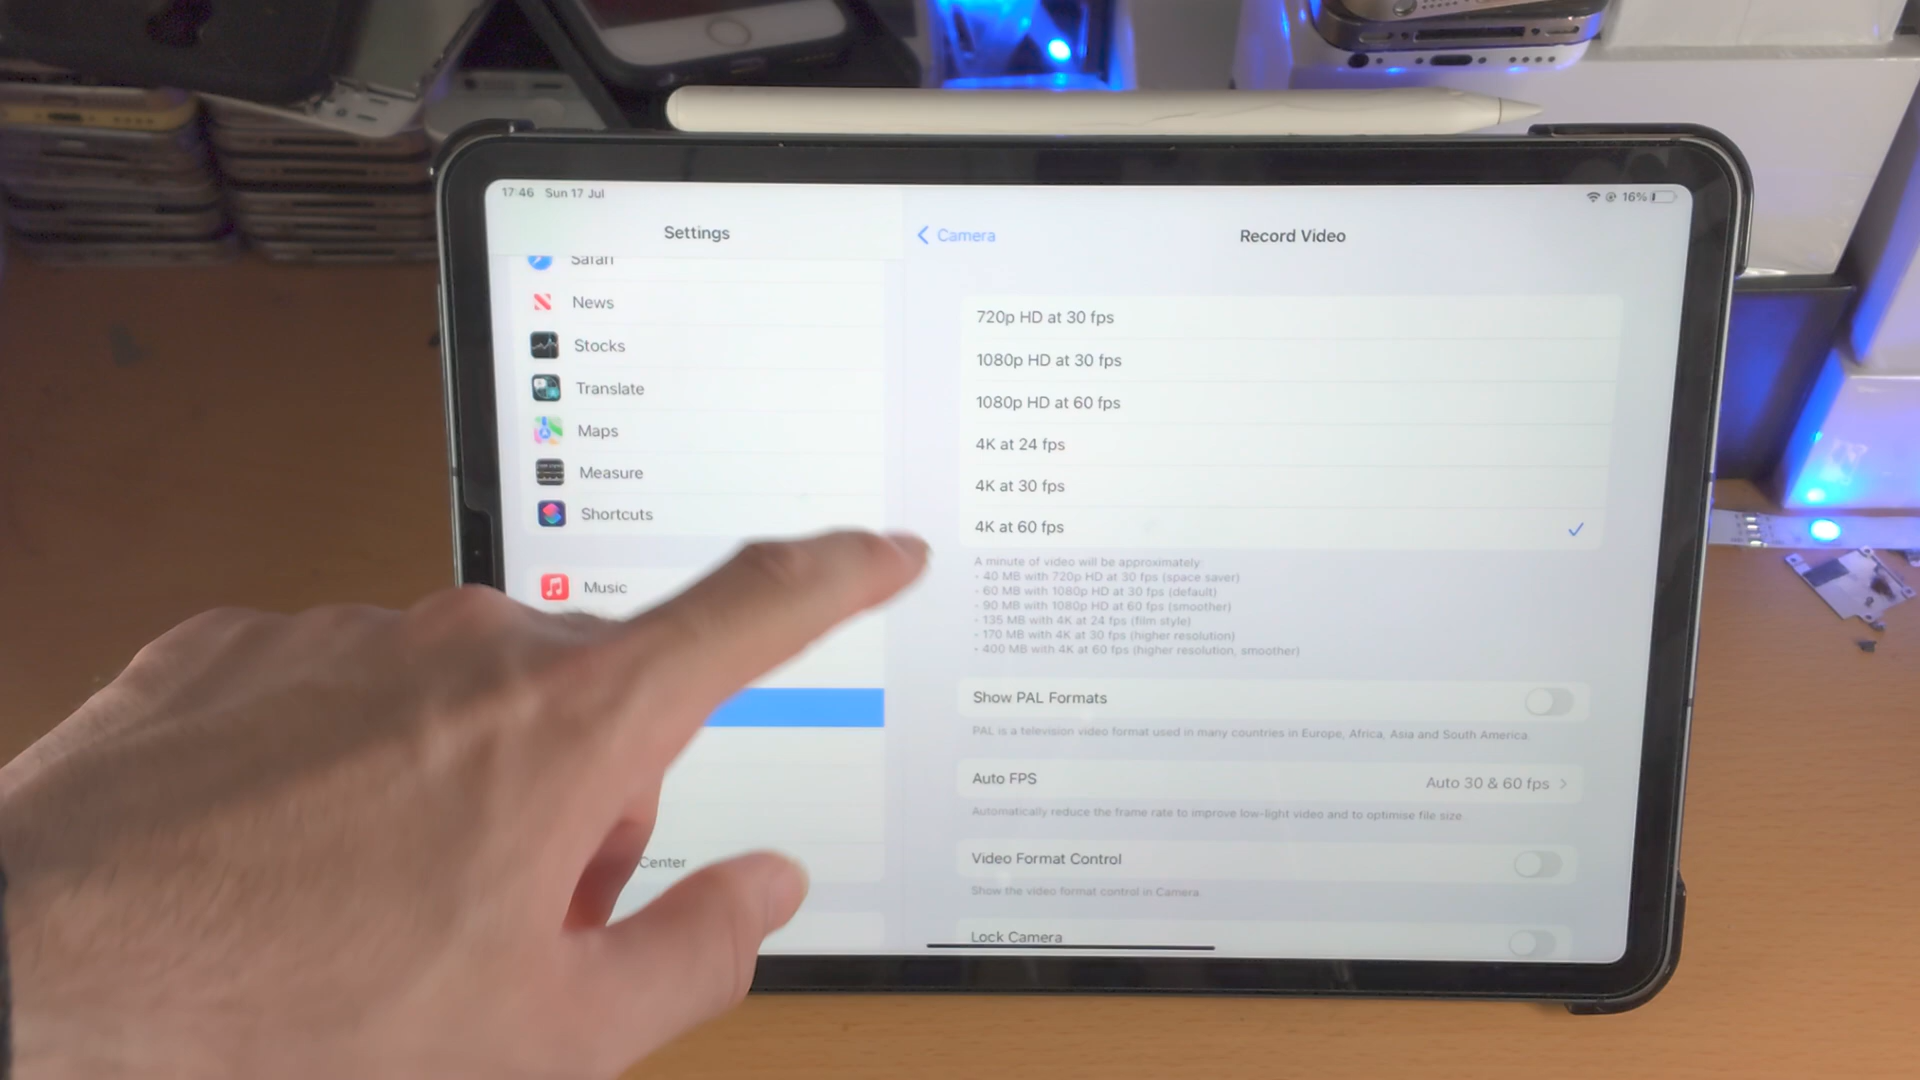 17:46 Sun 17 Jul
16%
Settings
Safari
News
Stocks
Translate
Maps
Measure
Shortcuts
Music
Center
Camera
Record Video
720p HD at 30 fps
1080p HD at 30 fps
1080p HD at 60 fps
4K at 24 fps
4K at 30 fps
4K at 60 fps
A minute of video will be approximately:
• 40 MB with 720p HD at 30 fps (space saver)
• 60 MB with 1080p HD at 30 fps (default)
• 90 MB with 1080p HD at 60 fps (smoother)
• 135 MB with 4K at 24 fps (film style)
• 170 MB with 4K at 30 fps (higher resolution)
• 400 MB with 4K at 60 fps (higher resolution, smoother)
Show PAL Formats
PAL is a television video format used in many countries in Europe, Africa, Asia and South America.
Auto FPS
Auto 30 & 60 fps
Automatically reduce the frame rate to improve low-light video and to optimise file size.
Video Format Control
Show the video format control in Camera.
Lock Camera